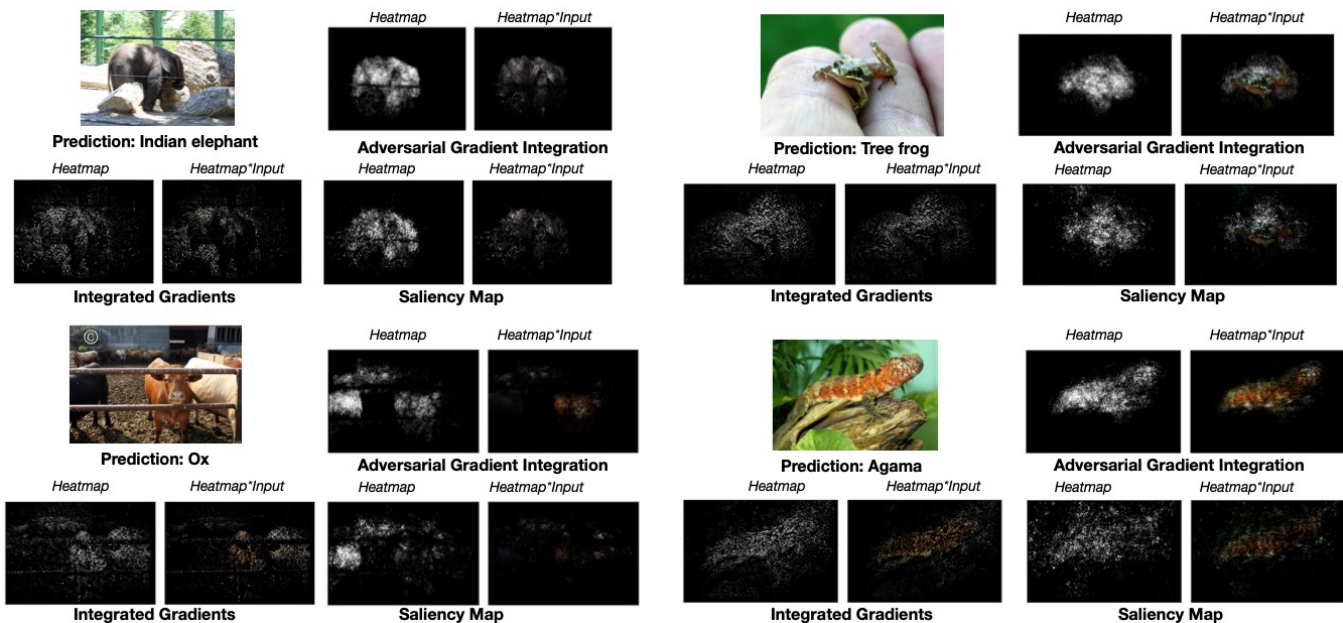 Heatmap Heatmap*Input
Prediction: Indian elephant
Adversarial Gradient Integration
Heatmap Heatmap*Input
Heatmap Heatmap*Input
Integrated Gradients
Saliency Map
Heatmap Heatmap*Input
Prediction: Tree frog
Adversarial Gradient Integration
Heatmap Heatmap*Input
Heatmap Heatmap*Input
Integrated Gradients
Saliency Map
©
Heatmap Heatmap*Input
Prediction: Ox
Adversarial Gradient Integration
Heatmap Heatmap*Input
Heatmap Heatmap*Input
Integrated Gradients
Saliency Map
Heatmap Heatmap*Input
Prediction: Agama
Adversarial Gradient Integration
Heatmap Heatmap*Input
Heatmap Heatmap*Input
Integrated Gradients
Saliency Map